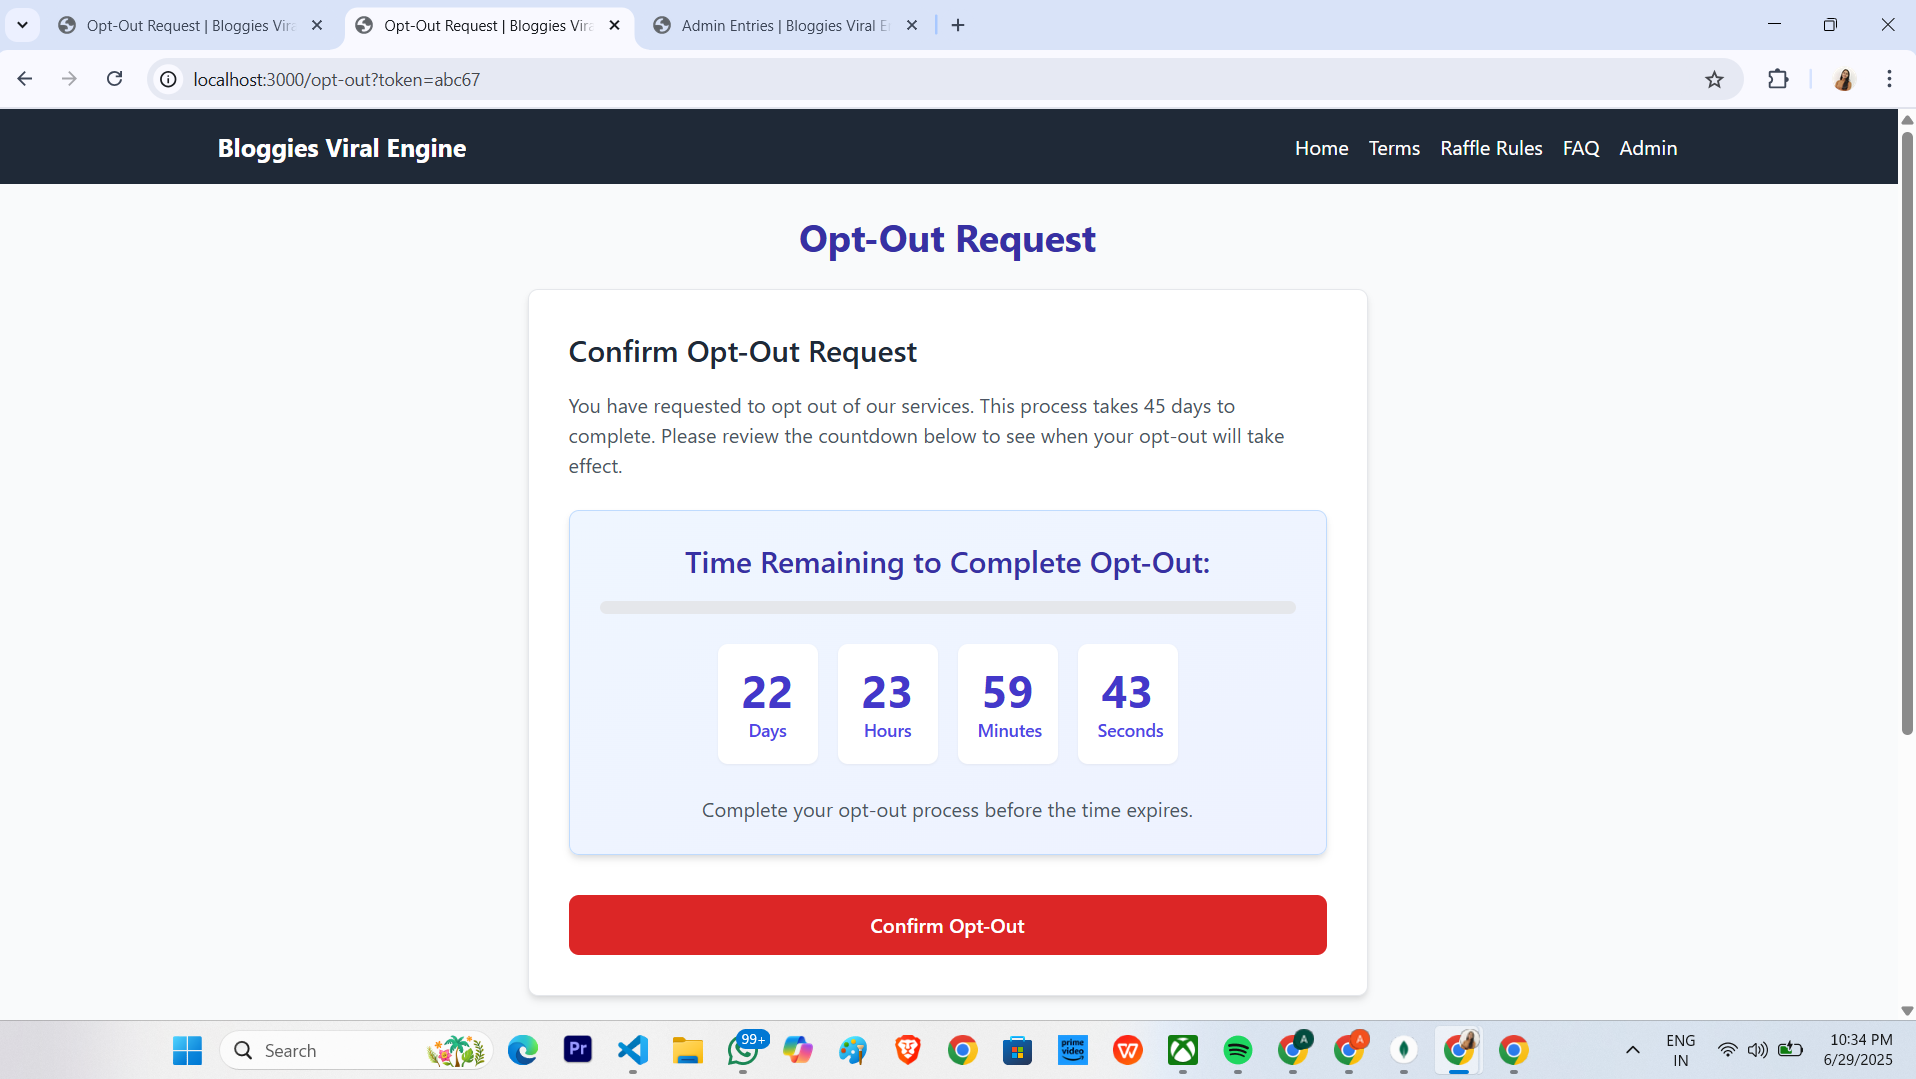 Opt-Out Request | Bloggies Vira
Opt-Out Request | Bloggies Vira
Admin Entries | Bloggies Viral E
localhost:3000/opt-out?token=abc67
Bloggies Viral Engine
Home Terms Raffle Rules FAQ Admin
Opt-Out Request
Confirm Opt-Out Request
You have requested to opt out of our services. This process takes 45 days to
complete. Please review the countdown below to see when your opt-out will take
effect.
Time Remaining to Complete Opt-Out:
22 23 59 43
Days Hours Minutes Seconds
Complete your opt-out process before the time expires.
Confirm Opt-Out
Search
Pr
99+
prime video
W
A
A
ENG
IN
10:34 PM
6/29/2025